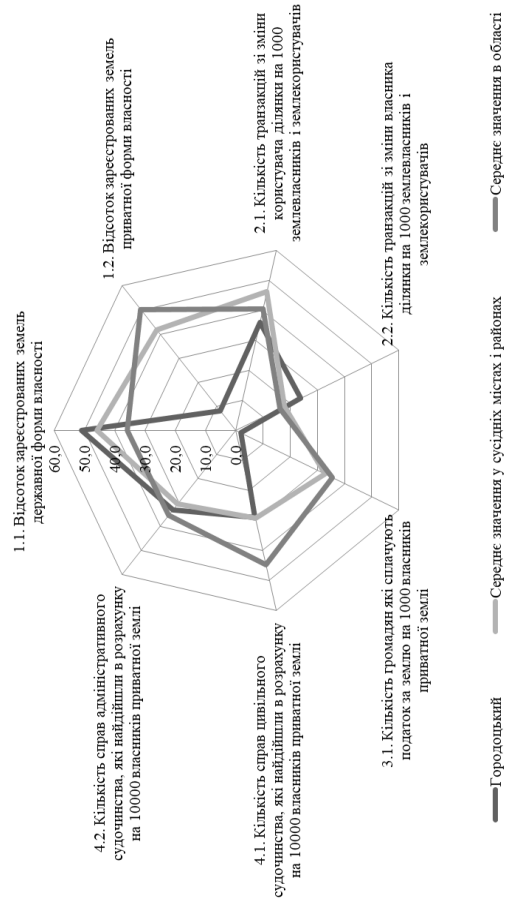 1.1. Відсоток зареєстрованих земель
державної форми власності
60,0
50,0
40,0
30,0
20,0
10,0
0,0
1.2. Відсоток зареєстрованих земель
приватної форми власності
2.1. Кількість транзакцій зі зміни
користувача ділянки на 1000
землевласників і землекористувачів
2.2. Кількість транзакцій зі зміни власника
ділянки на 1000 землевласників і
землекористувачів
3.1. Кількість громадян які сплачують
податок за землю на 1000 власників
приватної землі
4.1. Кількість справ цивільного
судочинства, які найдійшли в розрахунку
на 10000 власників приватної землі
4.2. Кількість справ адміністративного
судочинства, які найдійшли в розрахунку
на 10000 власників приватної землі
Городоцький
Середнє значення у сусідніх містах і районах
Середнє значення в області